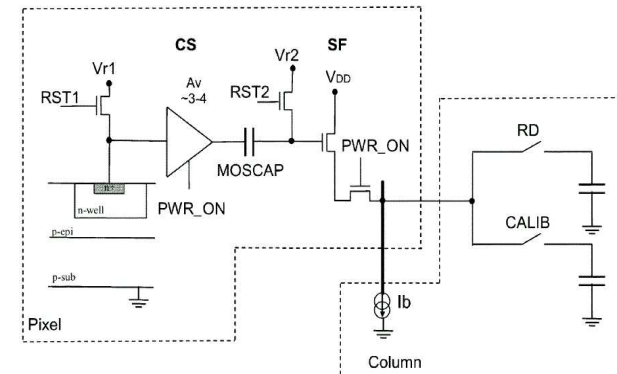 CS
SF
Vr1
Vr2
RST1
Av
~3-4
RST2
VDD
PWR_ON
RD
MOSCAP
n+
n-well
PWR_ON
CALIB
p-epi
p-sub
Ib
Pixel
Column